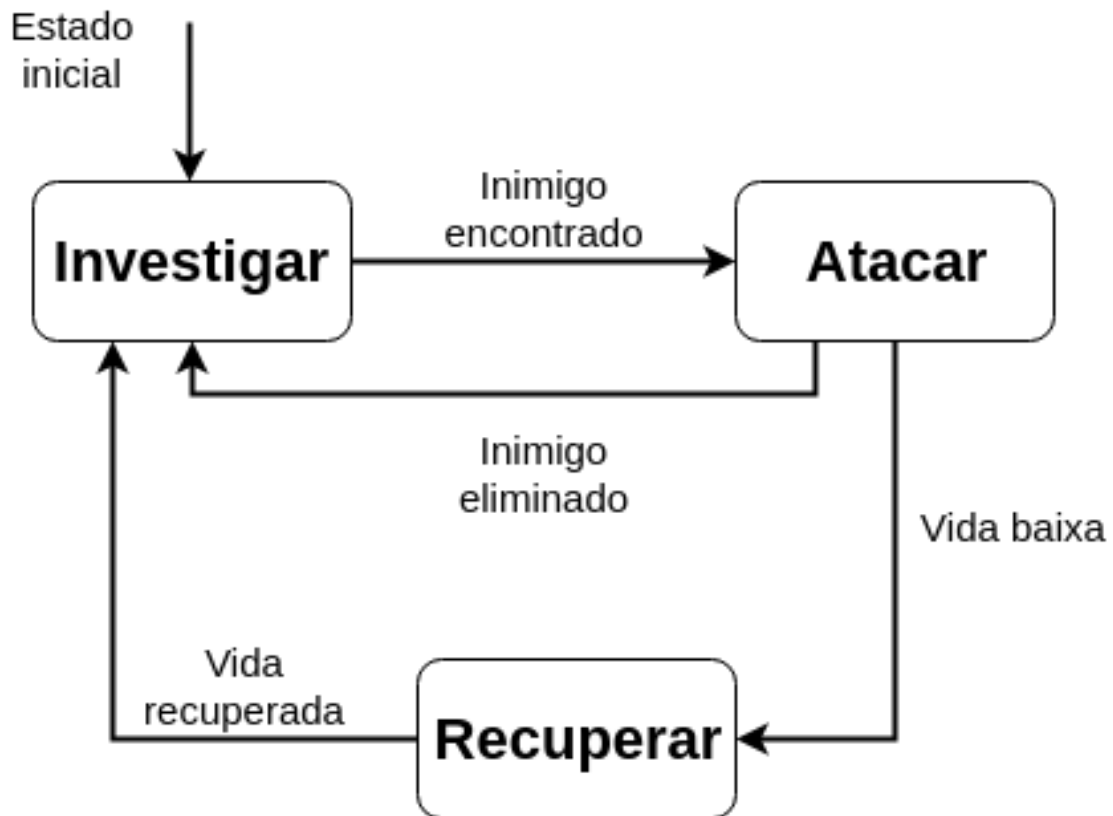 Estado
inicial
Inimigo
encontrado
Investigar
Atacar
Inimigo
eliminado
Vida baixa
Vida
recuperada
Recuperar